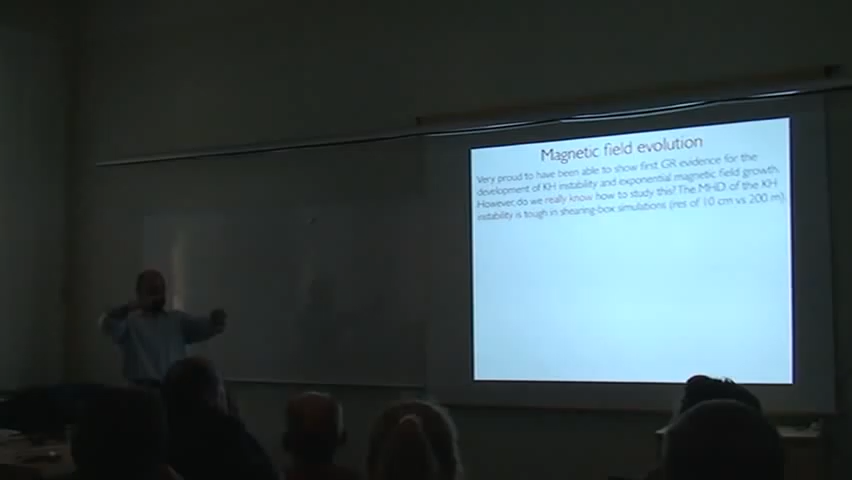 Magnetic field evolution
Very proud to have been able to show first GR evidence for the
development of KH instability and exponential magnetic field growth.
However, do we really know how to study this? The MHD of the KH
instability is tough in shearing-box simulations (res of 10 cm vs 200 m).